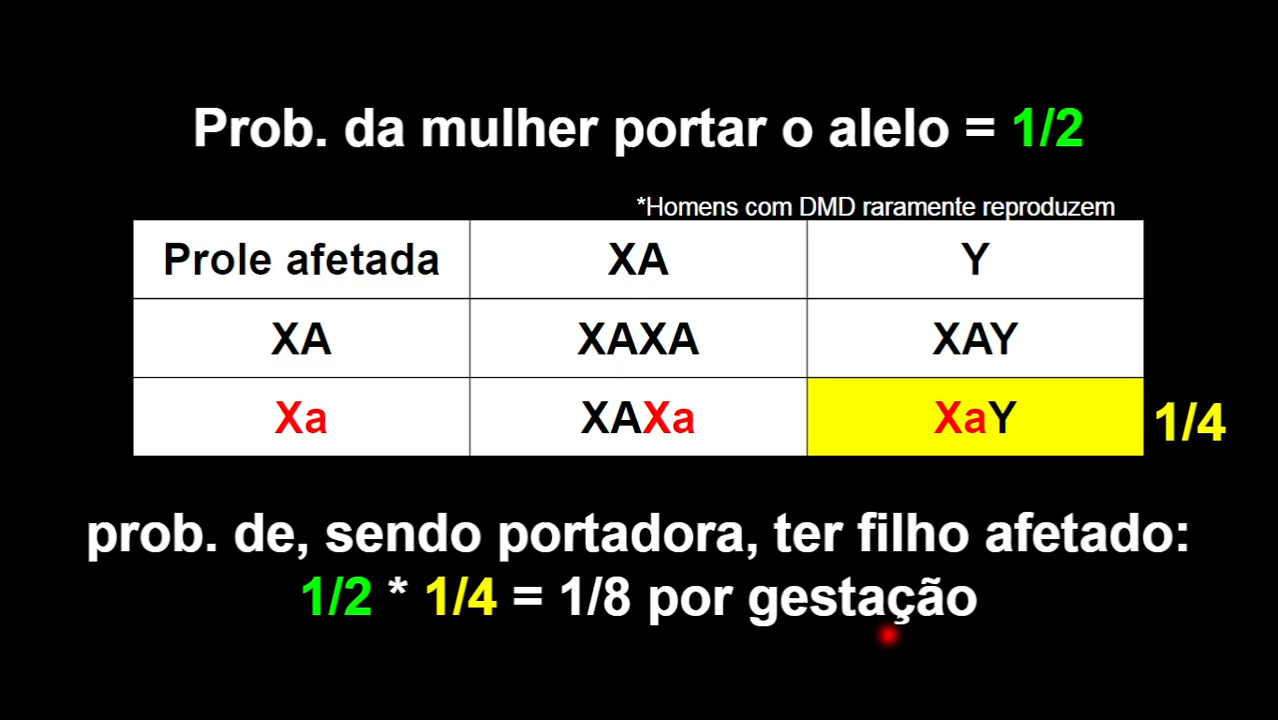 Prob. da mulher portar o alelo = 1/2
*Homens com DMD raramente reproduzem
Prole afetada XA Y
XA XAXA XAY
Xa XAXa XaY 1/4
prob. de, sendo portadora, ter filho afetado:
1/2 * 1/4 = 1/8 por gestação